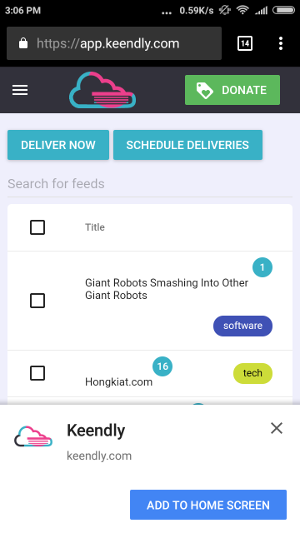 3:06 PM
... 0.59K/s
https://app.keendly.com
14
DONATE
DELIVER NOW
SCHEDULE DELIVERIES
Search for feeds
Title
1
Giant Robots Smashing Into Other
Giant Robots
software
16
Hongkiat.com
tech
Keendly
keendly.com
ADD TO HOME SCREEN